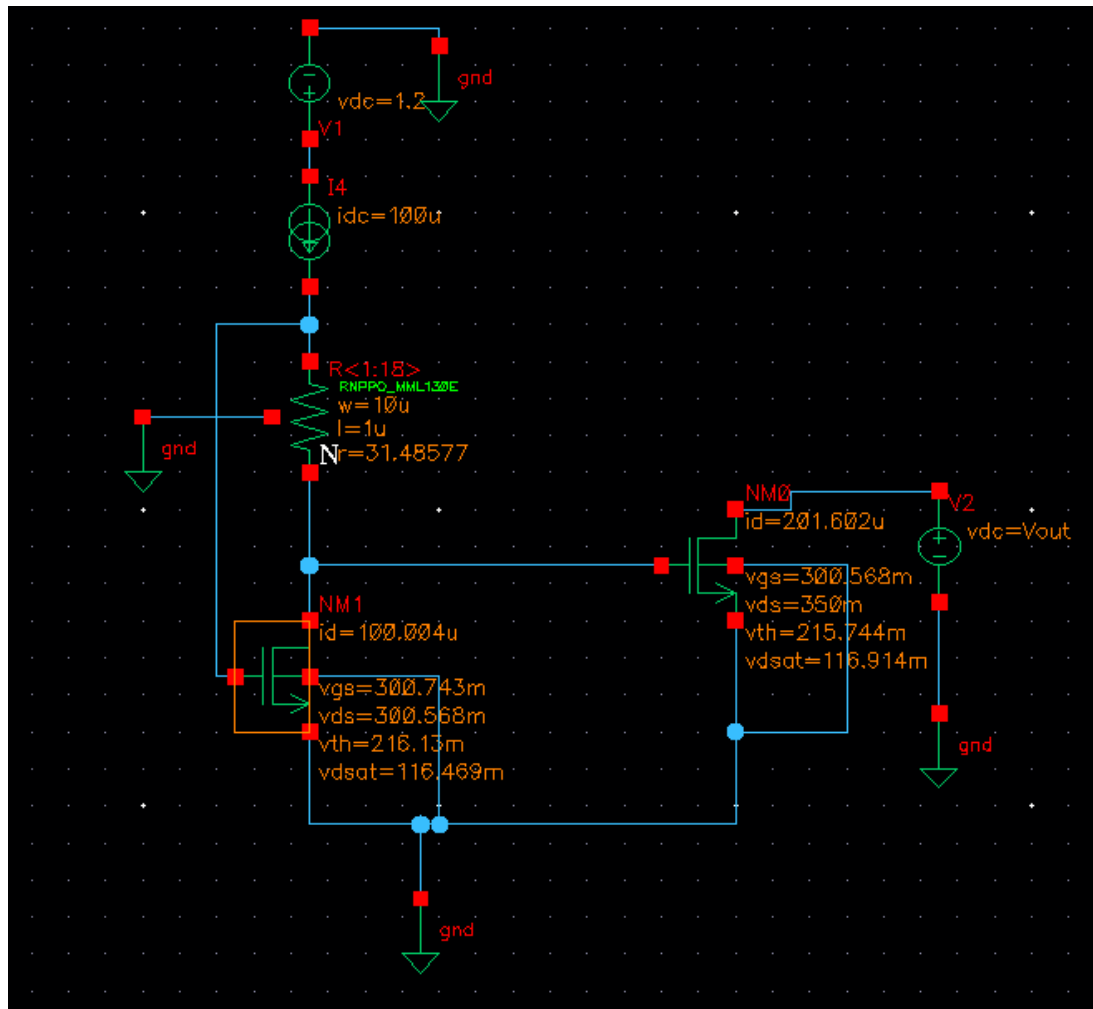 gnd
vdc=1.2
V1
I4
idc=100u
R<1:18>
RNPPO_MML130E
w=10u
l=1u
r=31.48577
N
gnd
NM0
id=201.602u
V2
vdc=Vout
vgs=300.568m
vds=350m
vth=215.744m
vdsat=116.914m
NM1
id=100.004u
vgs=300.743m
vds=300.568m
vth=216.13m
vdsat=116.469m
gnd
gnd